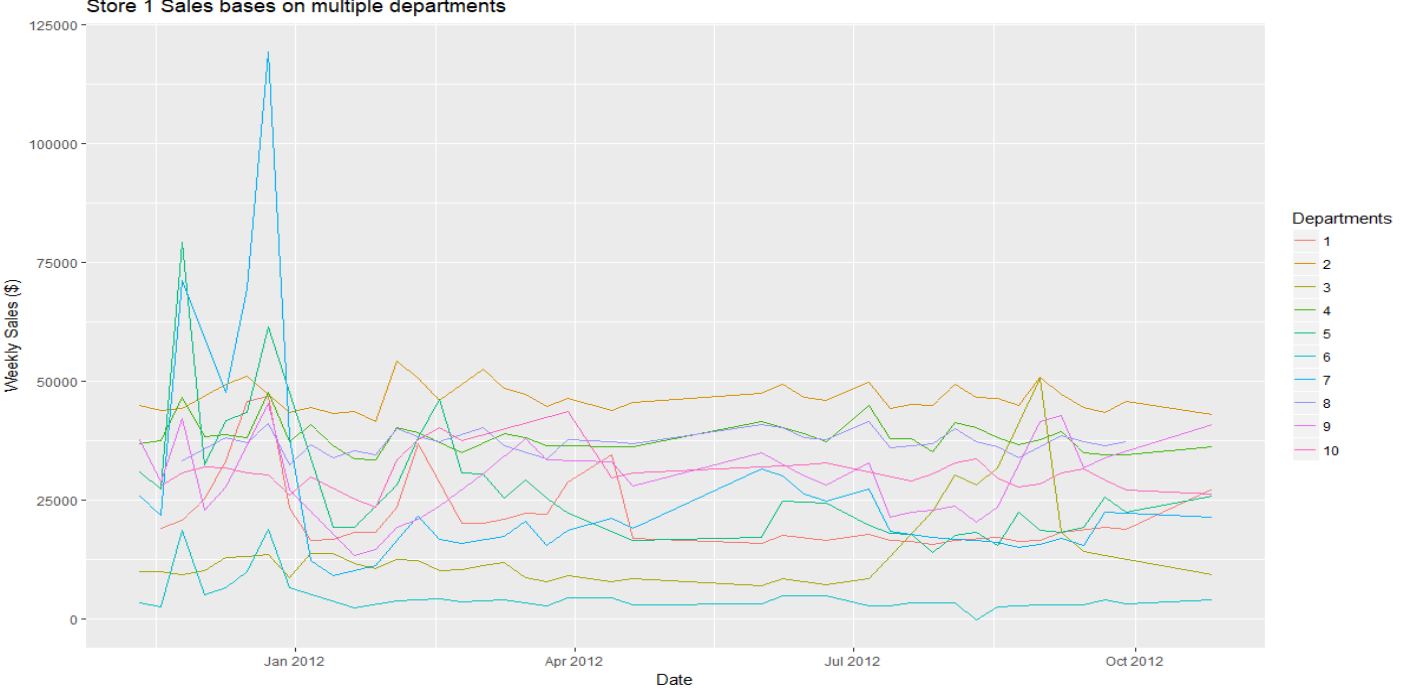 Store 1 Sales bases on multiple departments
125000
100000
75000
50000
25000
0
Weekly Sales ($)
Jan 2012
Apr 2012
Jul 2012
Oct 2012
Date
Departments
1
2
3
4
5
6
7
8
9
10